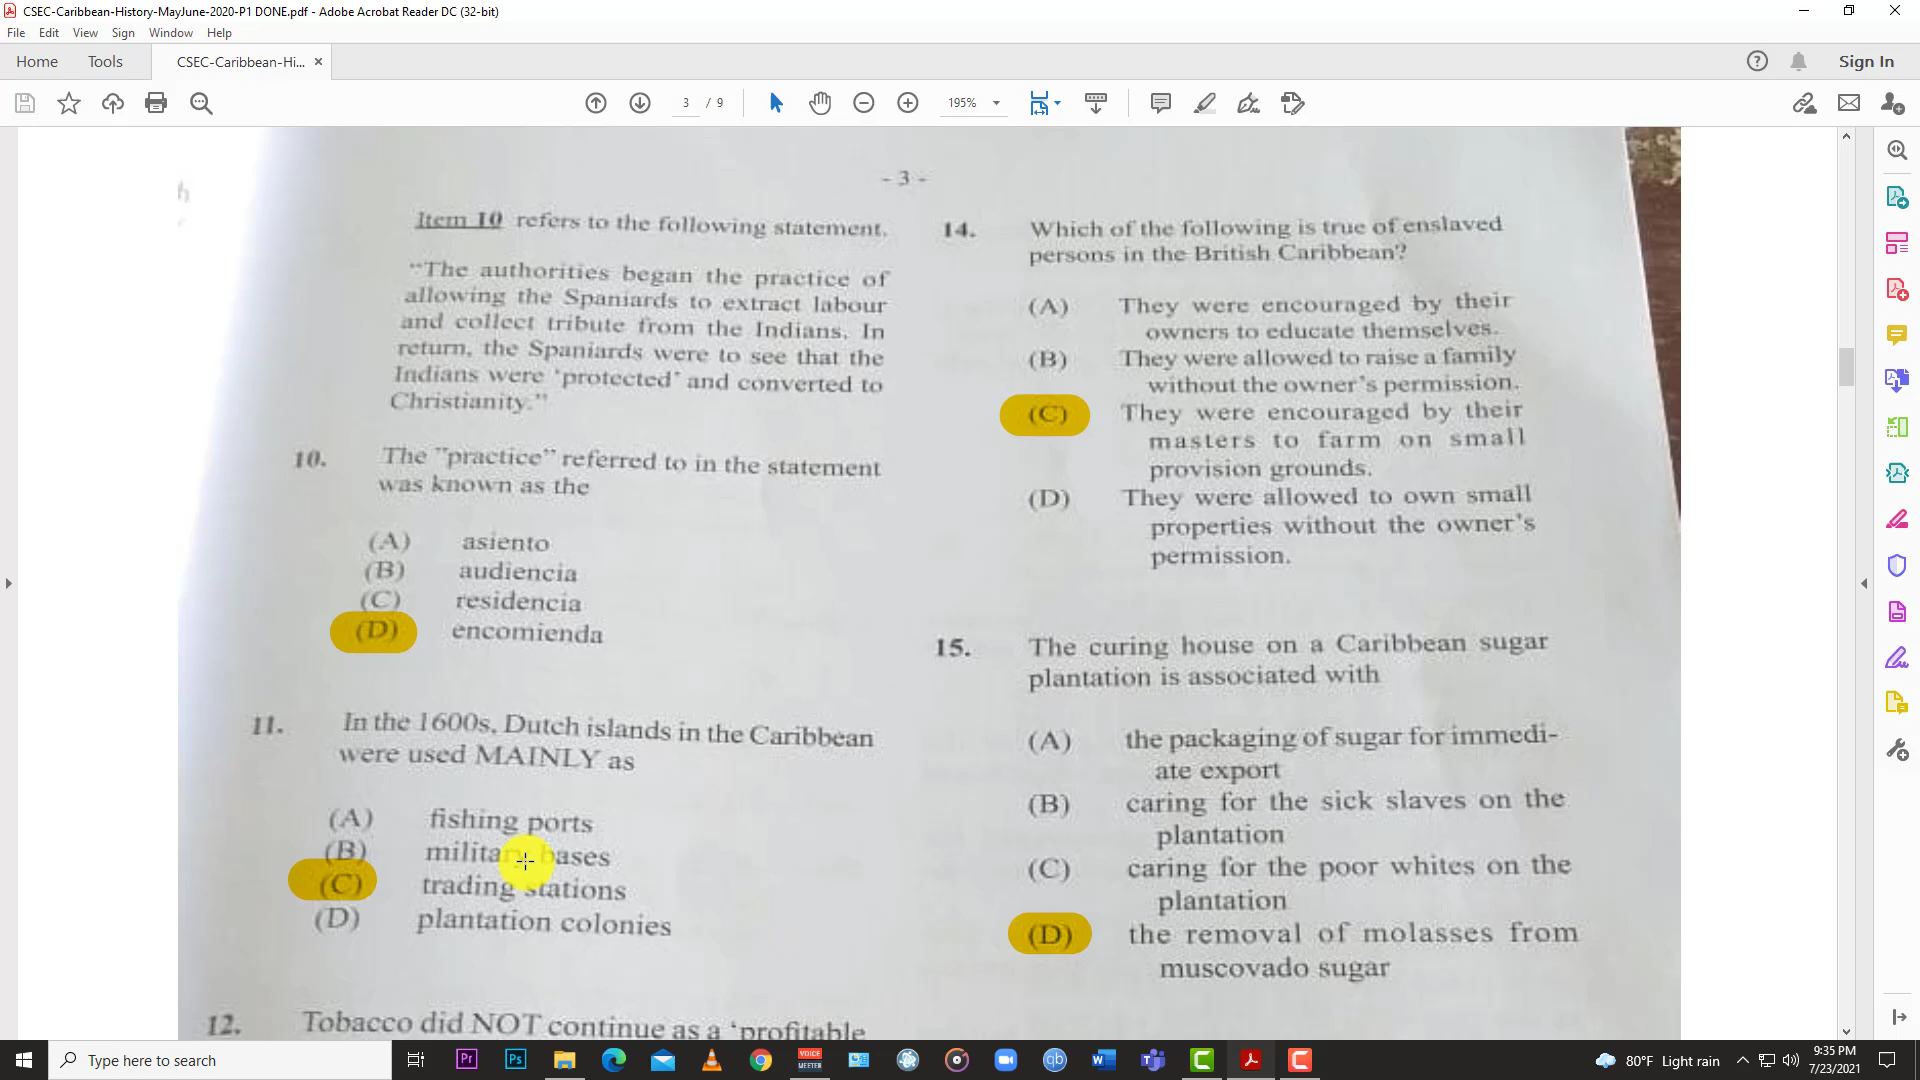 CSEC-Caribbean-History-MayJune-2020-P1 DONE.pdf - Adobe Acrobat Reader DC (32-bit)
File Edit View Sign Window Help
Home Tools CSEC-Caribbean-Hi... × Sign In
3 / 9 195%
- 3 -
Item 10 refers to the following statement.
"The authorities began the practice of
allowing the Spaniards to extract labour
and collect tribute from the Indians. In
return, the Spaniards were to see that the
Indians were 'protected' and converted to
Christianity."
10. The "practice" referred to in the statement
was known as the
(A) asiento
(B) audiencia
(C) residencia
(D) encomienda
11. In the 1600s, Dutch islands in the Caribbean
were used MAINLY as
(A) fishing ports
(B) military bases
(C) trading stations
(D) plantation colonies
12. Tobacco did NOT continue as a 'profitable
14. Which of the following is true of enslaved
persons in the British Caribbean?
(A) They were encouraged by their
owners to educate themselves.
(B) They were allowed to raise a family
without the owner's permission.
(C) They were encouraged by their
masters to farm on small
provision grounds.
(D) They were allowed to own small
properties without the owner's
permission.
15. The curing house on a Caribbean sugar
plantation is associated with
(A) the packaging of sugar for immedi-
ate export
(B) caring for the sick slaves on the
plantation
(C) caring for the poor whites on the
plantation
(D) the removal of molasses from
muscovado sugar
Type here to search
Pr Ps VOICE MEETER qb W T C C
80°F Light rain
9:35 PM
7/23/2021